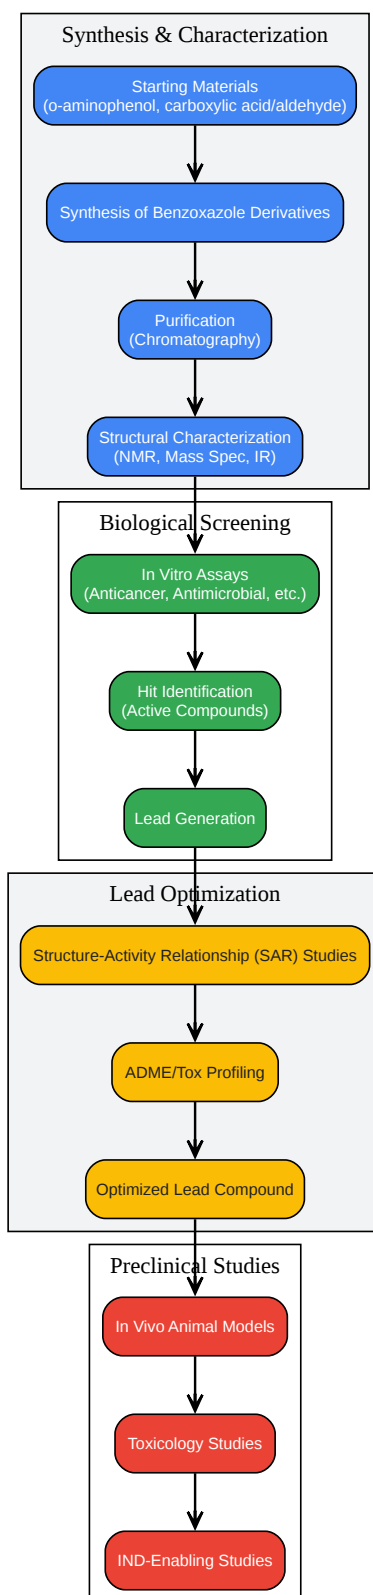 Synthesis & Characterization
Starting Materials
(o-aminophenol, carboxylic acid/aldehyde)
Synthesis of Benzoxazole Derivatives
Purification
(Chromatography)
Structural Characterization
(NMR, Mass Spec, IR)
Biological Screening
In Vitro Assays
(Anticancer, Antimicrobial, etc.)
Hit Identification
(Active Compounds)
Lead Generation
Lead Optimization
Structure-Activity Relationship (SAR) Studies
ADME/Tox Profiling
Optimized Lead Compound
Preclinical Studies
In Vivo Animal Models
Toxicology Studies
IND-Enabling Studies